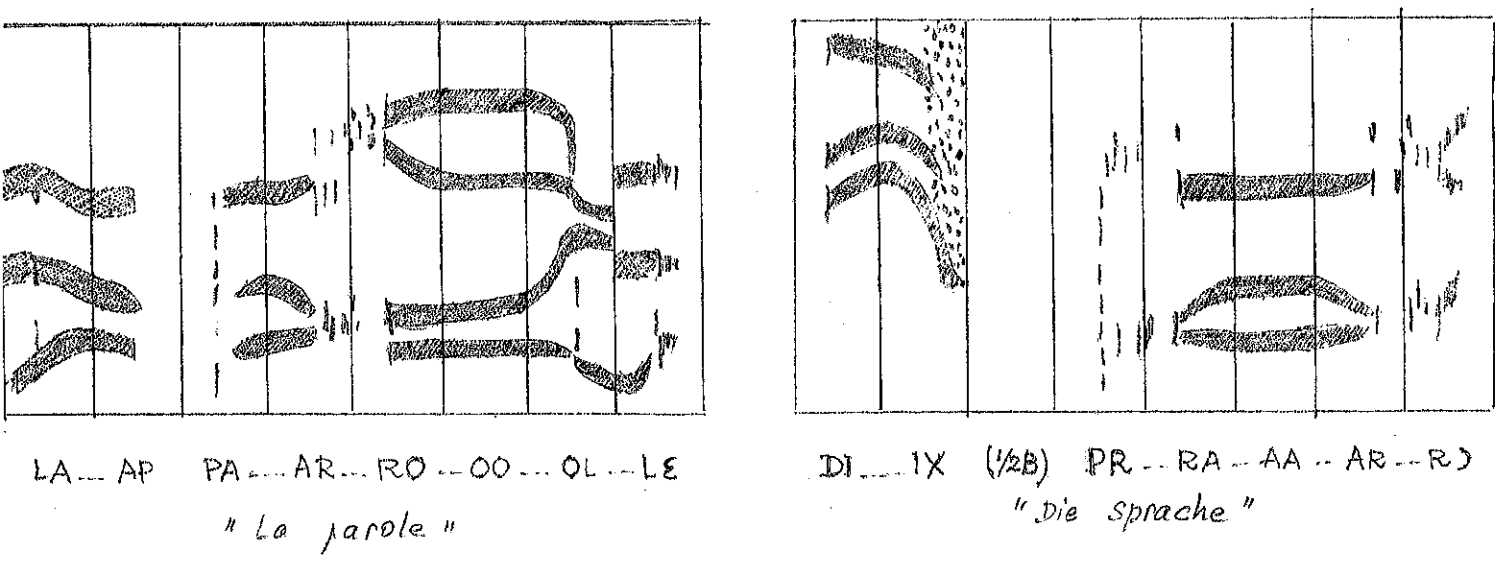 LA...AP PA...AR...RO...OO...OL...LE
"La parole"
DI....IX (1/2B) PR..RA..AA..AR..RƆ
"Die sprache"